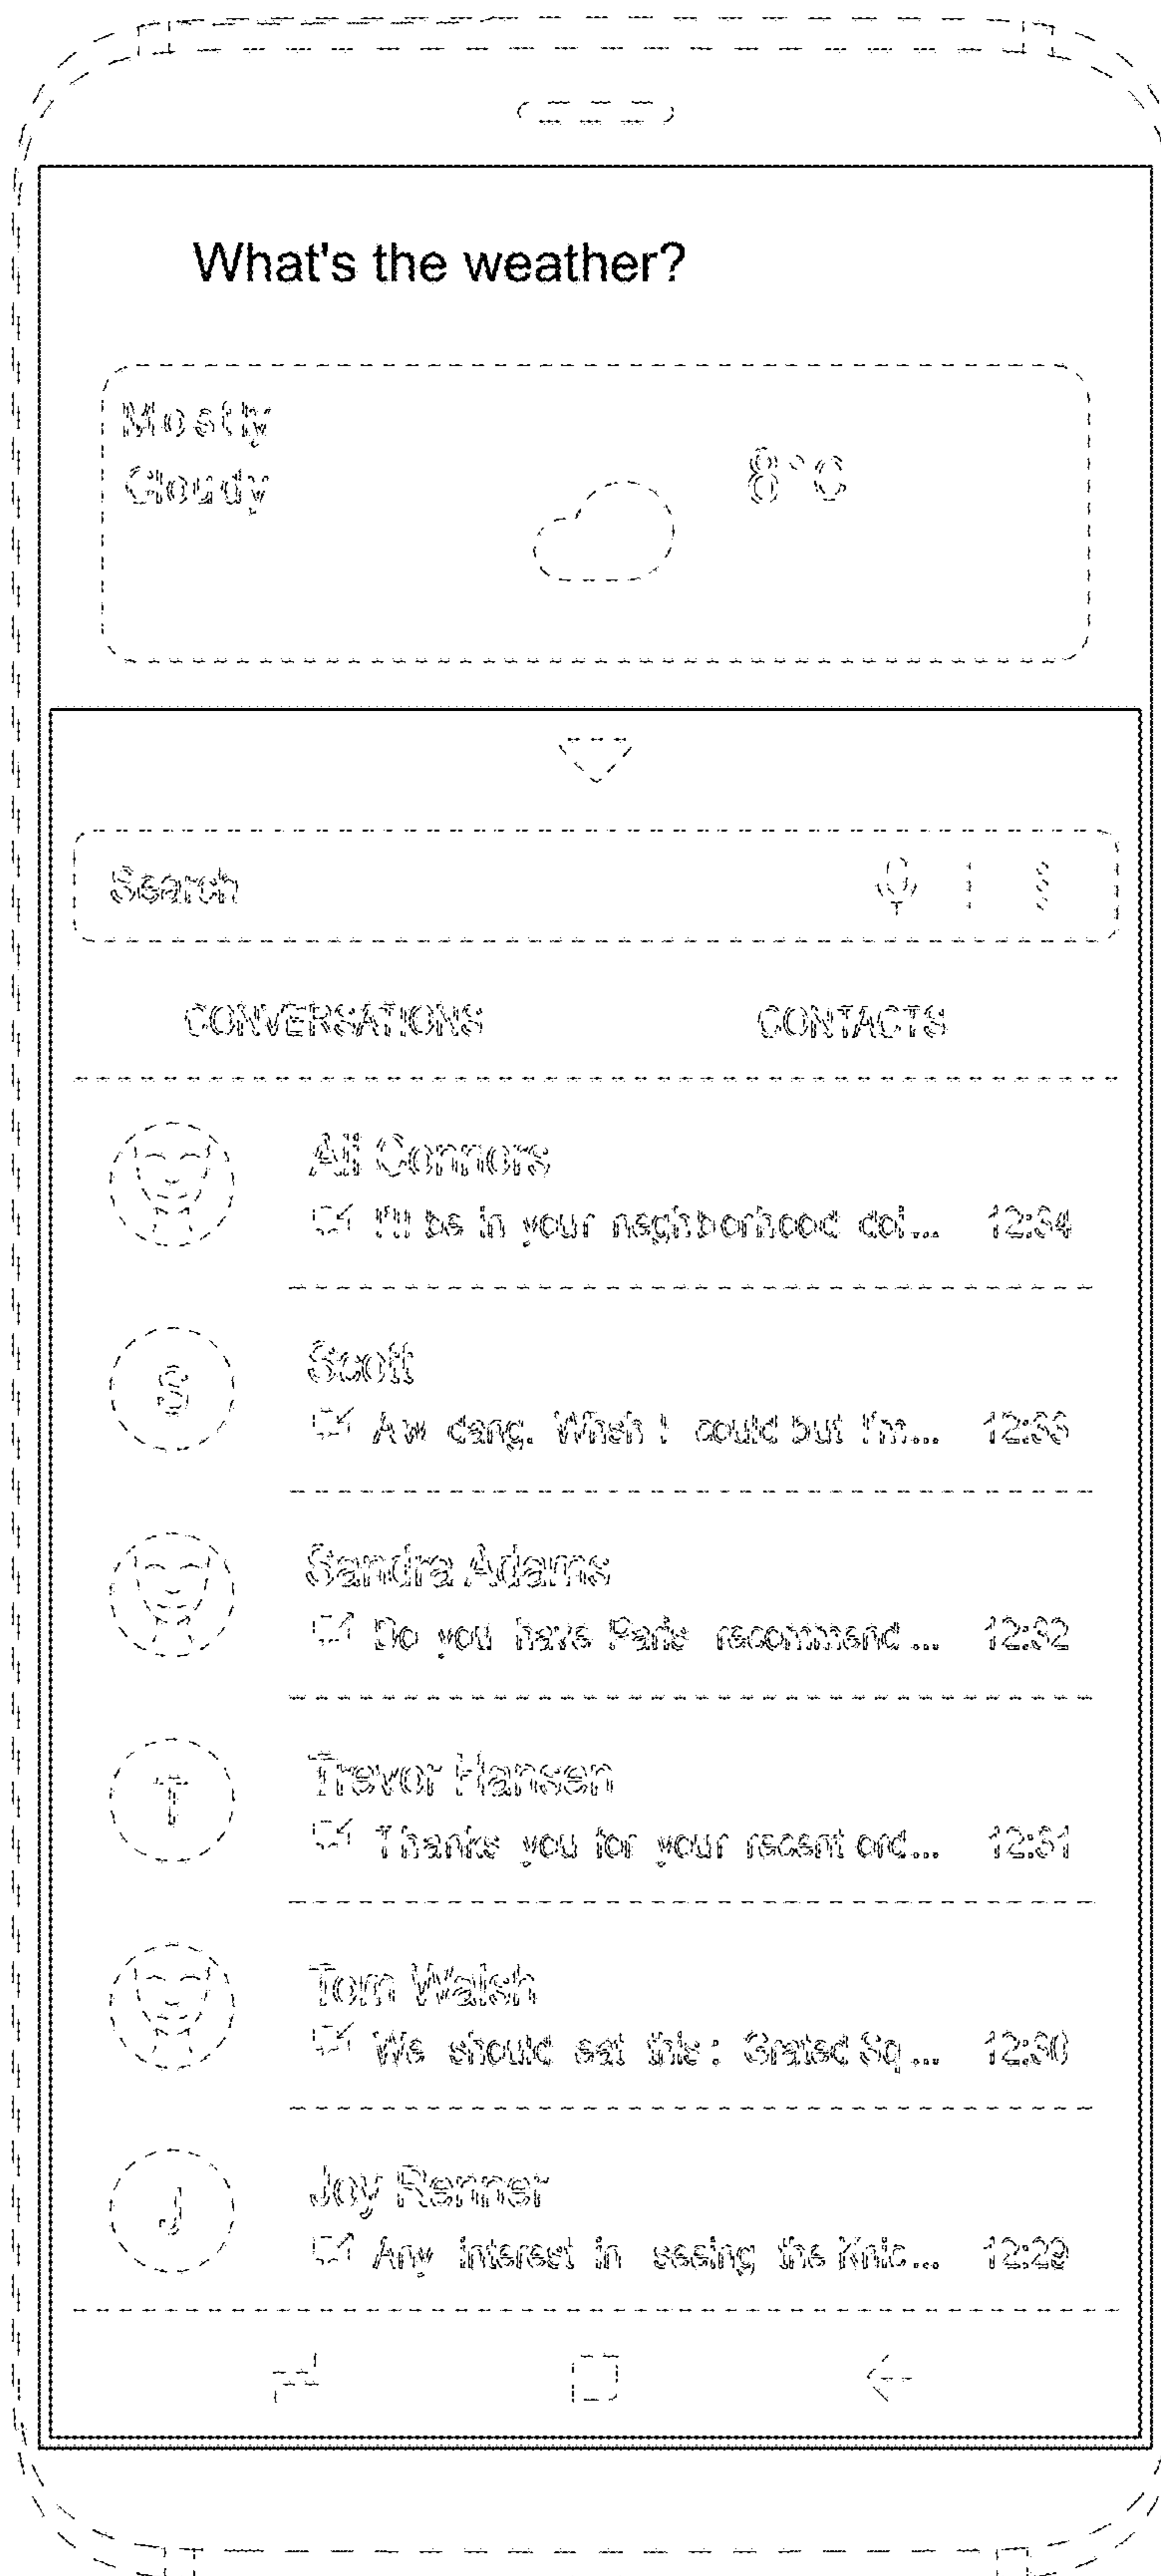 What's the weather?
Mostly
Cloudy
8°C
Search
CONVERSATIONS CONTACTS
Ali Connors
I'll be in your neghborhood doi... 12:34
S
Scott
Aw dang. Wish I could but I'm... 12:33
Sandra Adams
Do you have Paris recommend... 12:32
T
Trevor Hansen
Thanks you for your recent ord... 12:31
Tom Walsh
We should eat this: Grated Sq... 12:30
J
Joy Renner
Any interest in seeing the Knic... 12:29